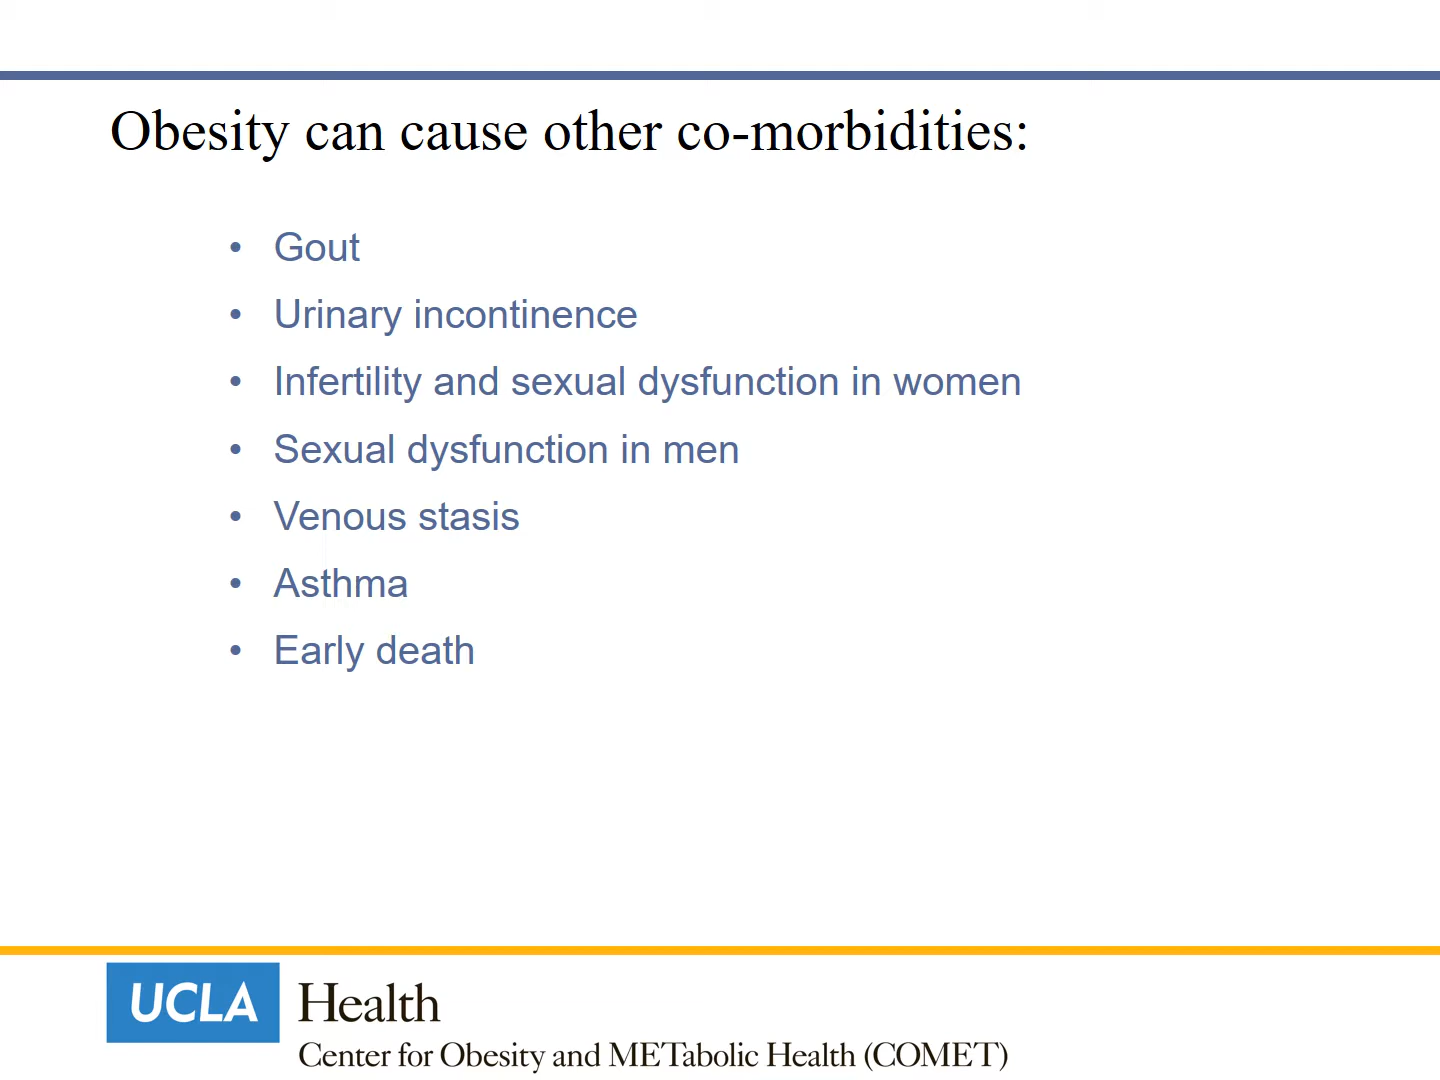 Obesity can cause other co-morbidities:
• Gout
• Urinary incontinence
• Infertility and sexual dysfunction in women
• Sexual dysfunction in men
• Venous stasis
• Asthma
• Early death
UCLA Health
Center for Obesity and METabolic Health (COMET)